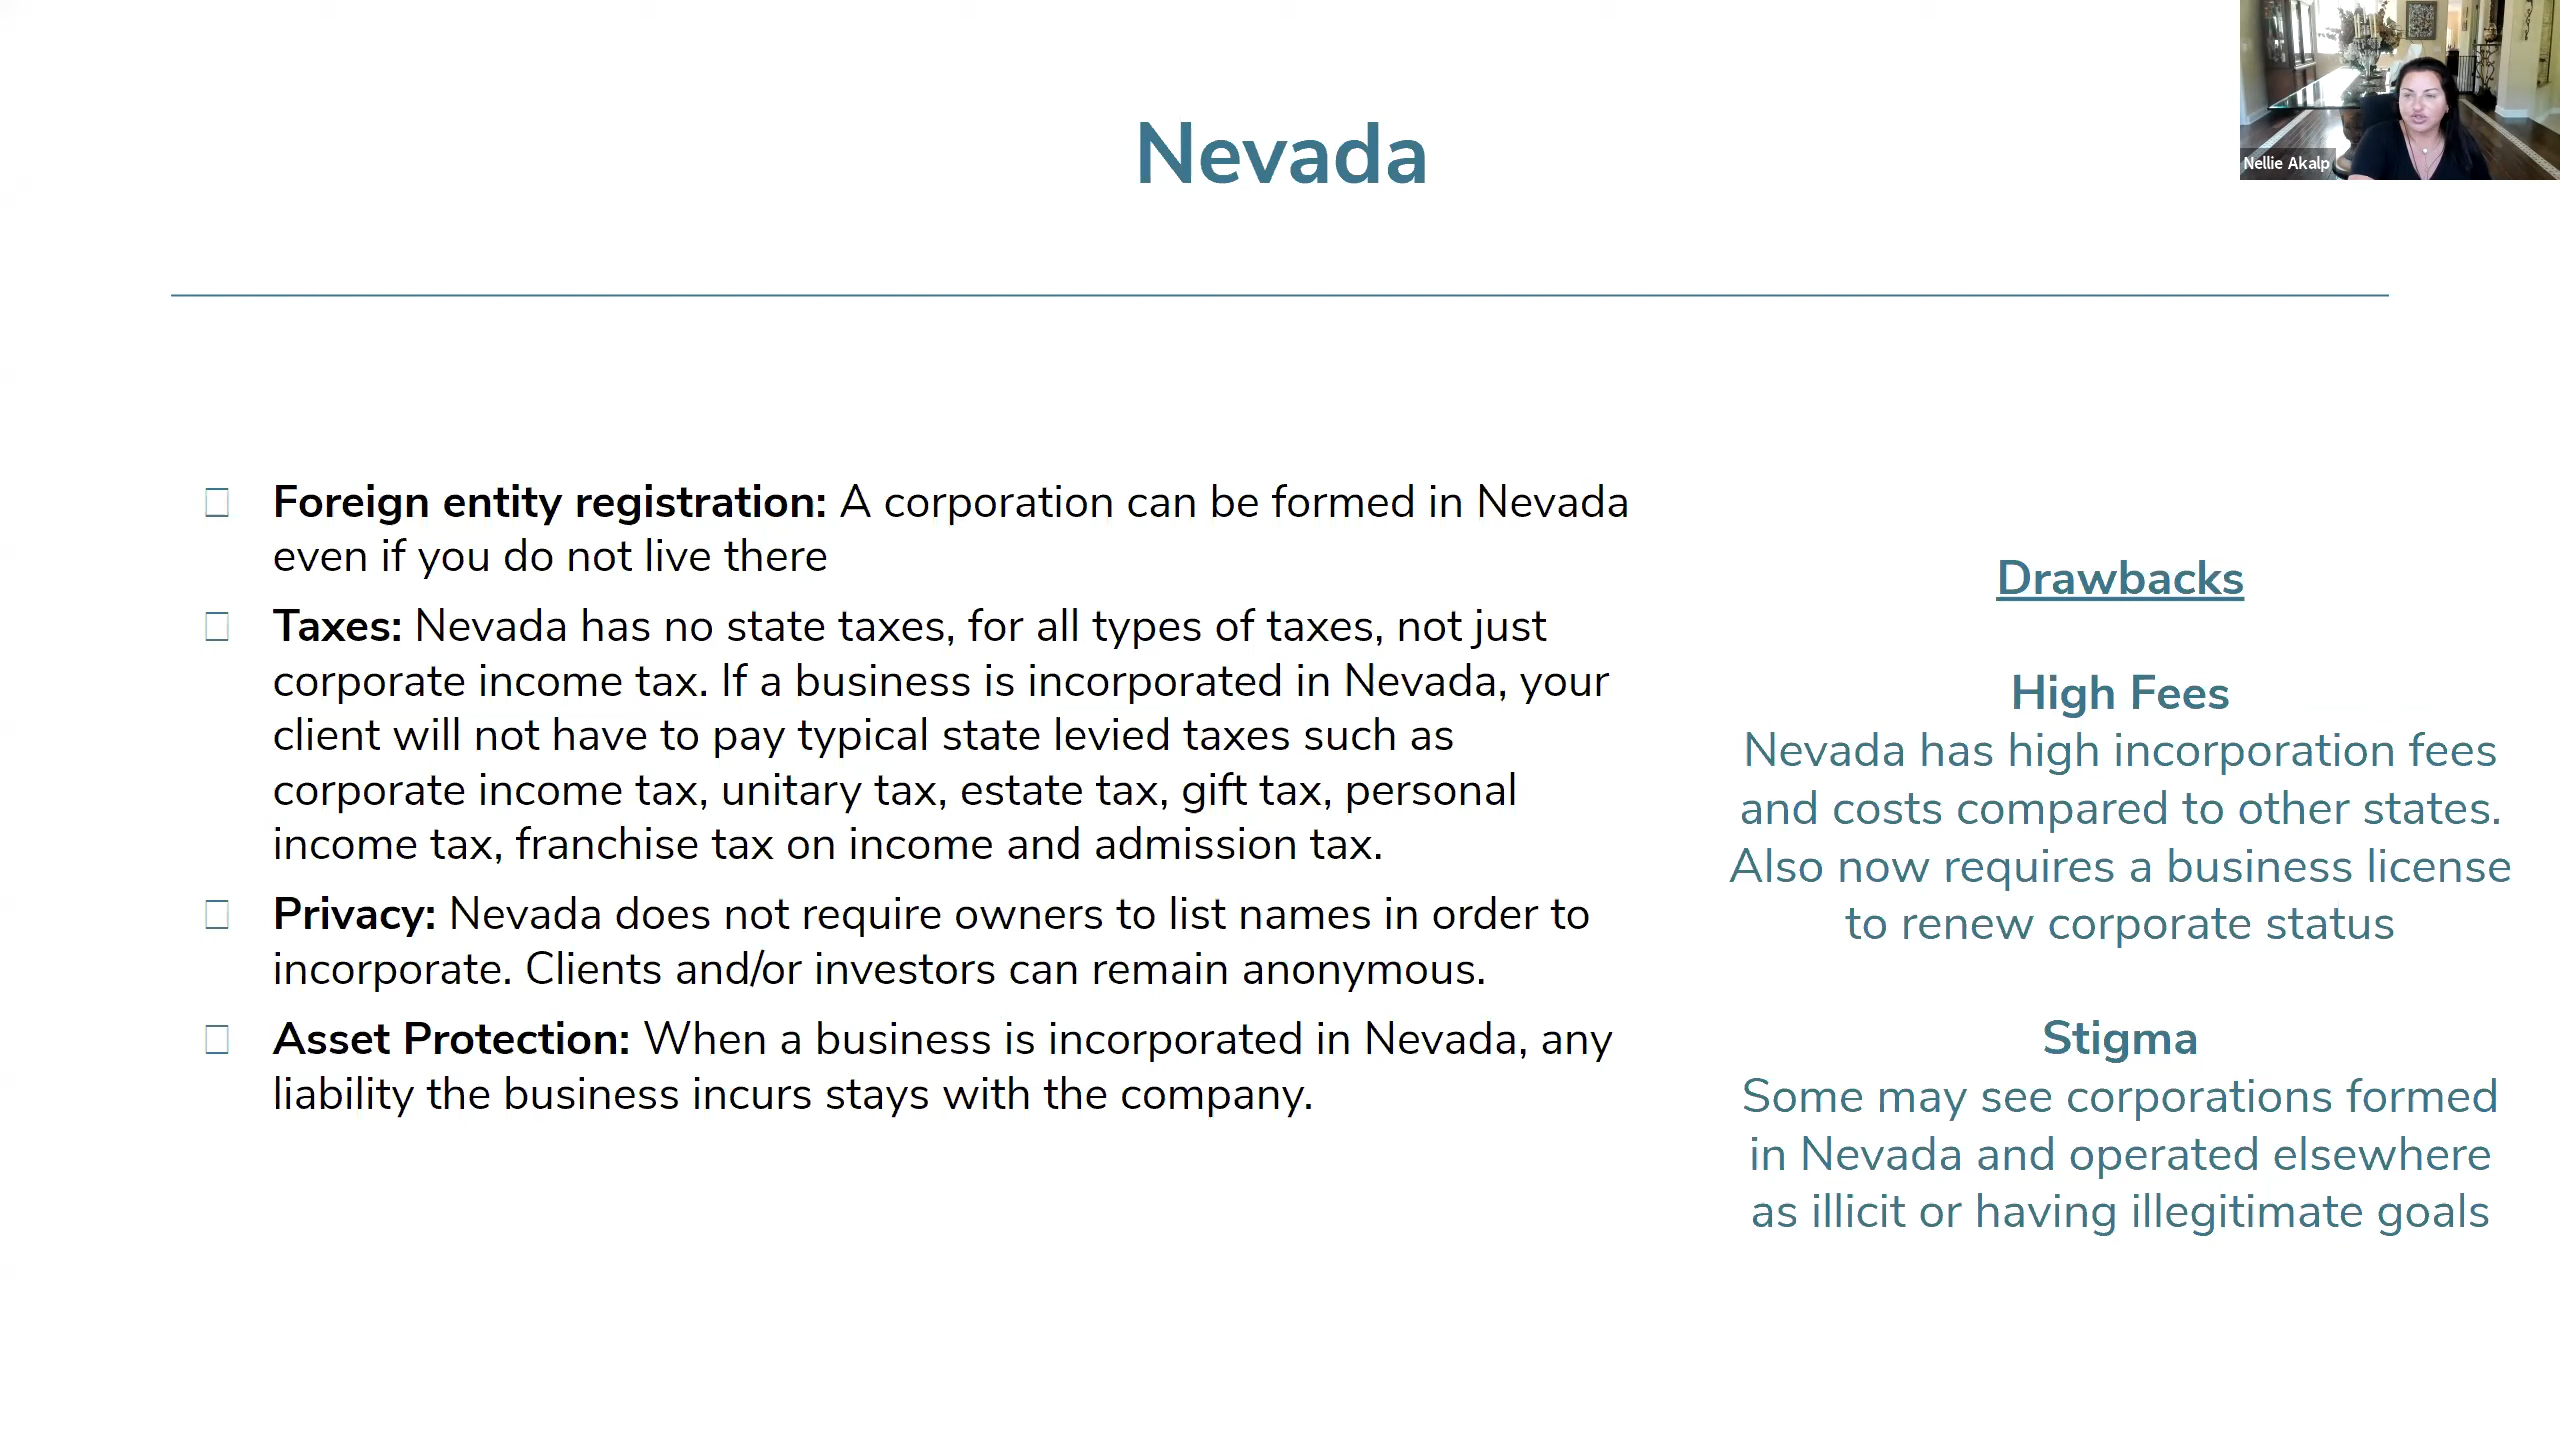 Nevada
Nellie Akalp
Foreign entity registration: A corporation can be formed in Nevada
even if you do not live there
Taxes: Nevada has no state taxes, for all types of taxes, not just
corporate income tax. If a business is incorporated in Nevada, your
client will not have to pay typical state levied taxes such as
corporate income tax, unitary tax, estate tax, gift tax, personal
income tax, franchise tax on income and admission tax.
Privacy: Nevada does not require owners to list names in order to
incorporate. Clients and/or investors can remain anonymous.
Asset Protection: When a business is incorporated in Nevada, any
liability the business incurs stays with the company.
Drawbacks
High Fees
Nevada has high incorporation fees
and costs compared to other states.
Also now requires a business license
to renew corporate status
Stigma
Some may see corporations formed
in Nevada and operated elsewhere
as illicit or having illegitimate goals